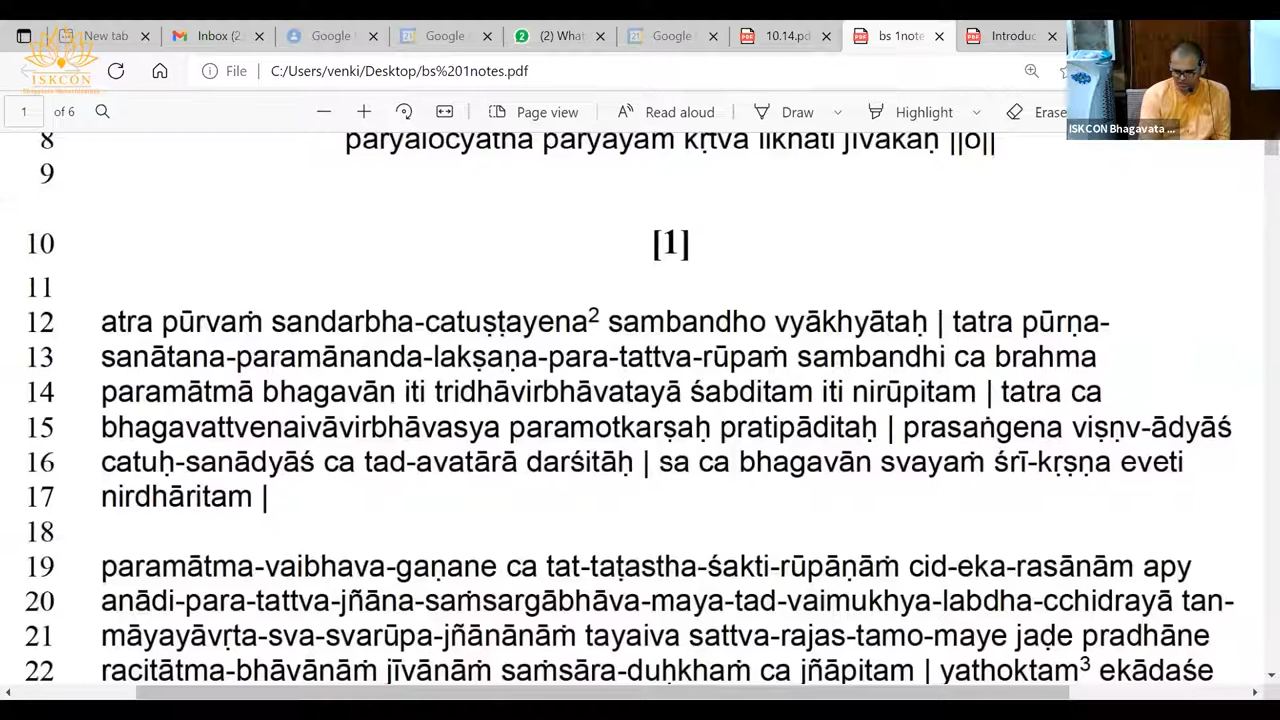 New tab
Inbox (2
Google
Google
(2) What
Google
10.14.pd
bs 1note
Introduc
ISKCON
File
C:/Users/venki/Desktop/bs%201notes.pdf
1 of 6
Page view
Read aloud
Draw
Highlight
Erase
ISKCON Bhagavata ...
8 paryālocyātha paryāyaṁ kṛtvā likhati jīvakaḥ ||o||
9
10 [1]
11
12 atra pūrvaṁ sandarbha-catuṣṭayena2 sambandho vyākhyātaḥ | tatra pūrṇa-
13 sanātana-paramānanda-lakṣaṇa-para-tattva-rūpaṁ sambandhi ca brahma
14 paramātmā bhagavān iti tridhāvirbhāvatayā śabditam iti nirūpitam | tatra ca
15 bhagavattvenaivāvirbhāvasya paramotkarṣaḥ pratipāditaḥ | prasaṅgena viṣṇv-ādyāś
16 catuḥ-sanādyāś ca tad-avatārā darśitāḥ | sa ca bhagavān svayaṁ śrī-kṛṣṇa eveti
17 nirdhāritam |
18
19 paramātma-vaibhava-gaṇane ca tat-taṭastha-śakti-rūpāṇāṁ cid-eka-rasānām apy
20 anādi-para-tattva-jñāna-saṁsargābhāva-maya-tad-vaimukhya-labdha-cchidrayā tan-
21 māyayāvṛta-sva-svarūpa-jñānānāṁ tayaiva sattva-rajas-tamo-maye jaḍe pradhāne
22 racitātma-bhāvānāṁ jīvānāṁ saṁsāra-duḥkhaṁ ca jñāpitam | yathoktam3 ekādaśe